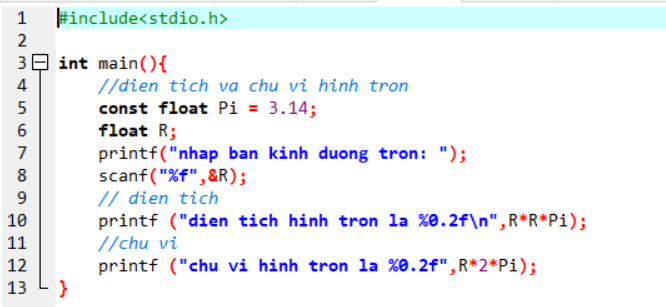 1 #include<stdio.h>
2
3 int main(){
4 //dien tich va chu vi hinh tron
5 const float Pi = 3.14;
6 float R;
7 printf("nhap ban kinh duong tron: ");
8 scanf("%f",&R);
9 // dien tich
10 printf ("dien tich hinh tron la %0.2f\n",R*R*Pi);
11 //chu vi
12 printf ("chu vi hinh tron la %0.2f",R*2*Pi);
13 }